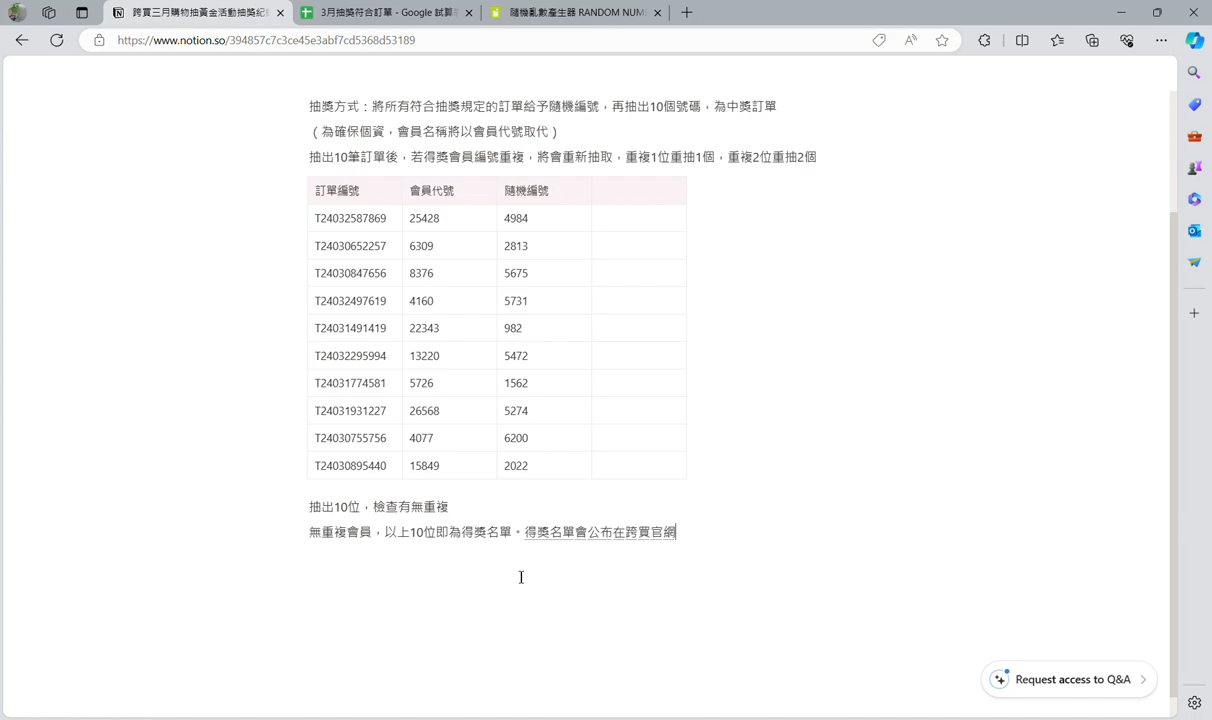 跨買三月購物抽黃金活動抽獎紀
3月抽獎符合訂單 - Google 試算
隨機亂數產生器 RANDOM NUM
https://www.notion.so/394857c7c3ce45e3abf7cd5368d53189
抽獎方式：將所有符合抽獎規定的訂單給予隨機編號，再抽出10個號碼，為中獎訂單
（為確保個資，會員名稱將以會員代號取代）
抽出10筆訂單後，若得獎會員編號重複，將會重新抽取，重複1位重抽1個，重複2位重抽2個
訂單編號 會員代號 隨機編號
T24032587869 25428 4984
T24030652257 6309 2813
T24030847656 8376 5675
T24032497619 4160 5731
T24031491419 22343 982
T24032295994 13220 5472
T24031774581 5726 1562
T24031931227 26568 5274
T24030755756 4077 6200
T24030895440 15849 2022
抽出10位，檢查有無重複
無重複會員，以上10位即為得獎名單。得獎名單會公布在跨買官網
Request access to Q&A